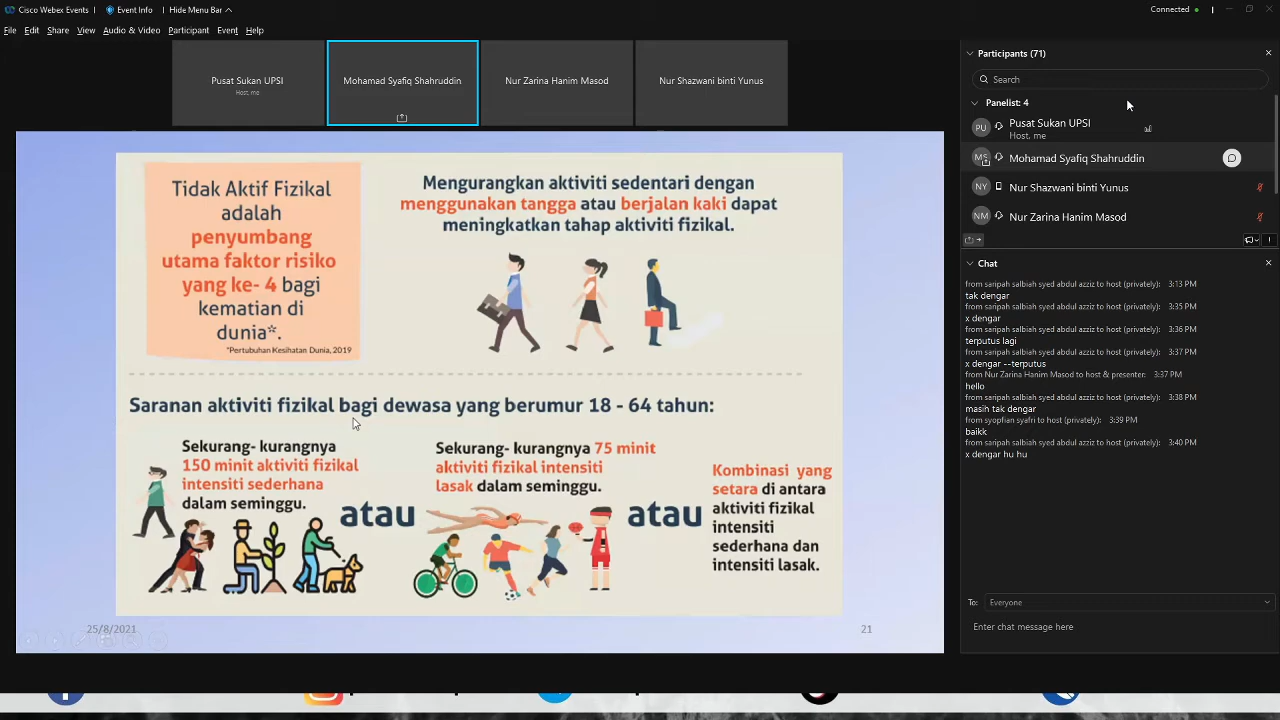 Cisco Webex Events
Event Info
Hide Menu Bar
Connected
File Edit Share View Audio & Video Participant Event Help
Pusat Sukan UPSI
Host, me
Mohamad Syafiq Shahruddin
Nur Zarina Hanim Masod
Nur Shazwani binti Yunus
Tidak Aktif Fizikal
adalah
penyumbang
utama faktor risiko
yang ke- 4 bagi
kematian di
dunia*.
*Pertubuhan Kesihatan Dunia, 2019
Mengurangkan aktiviti sedentari dengan
menggunakan tangga atau berjalan kaki dapat
meningkatkan tahap aktiviti fizikal.
Saranan aktiviti fizikal bagi dewasa yang berumur 18 - 64 tahun:
Sekurang- kurangnya
150 minit aktiviti fizikal
intensiti sederhana
dalam seminggu.
atau
Sekurang- kurangnya 75 minit
aktiviti fizikal intensiti
lasak dalam seminggu.
atau
Kombinasi yang
setara di antara
aktiviti fizikal
intensiti
sederhana dan
intensiti lasak.
25/8/2021
21
Participants (71)
Search
Panelist: 4
PU
Pusat Sukan UPSI
Host, me
MS
Mohamad Syafiq Shahruddin
NY
Nur Shazwani binti Yunus
NM
Nur Zarina Hanim Masod
Chat
from saripah salbiah syed abdul azziz to host (privately): 3:13 PM
tak dengar
from saripah salbiah syed abdul azziz to host (privately): 3:35 PM
x dengar
from saripah salbiah syed abdul azziz to host (privately): 3:36 PM
terputus lagi
from saripah salbiah syed abdul azziz to host (privately): 3:37 PM
x dengar --terputus
from Nur Zarina Hanim Masod to host & presenter: 3:37 PM
hello
from saripah salbiah syed abdul azziz to host (privately): 3:38 PM
masih tak dengar
from syopfian syafri to host (privately): 3:39 PM
baikk
from saripah salbiah syed abdul azziz to host (privately): 3:40 PM
x dengar hu hu
To: Everyone
Enter chat message here